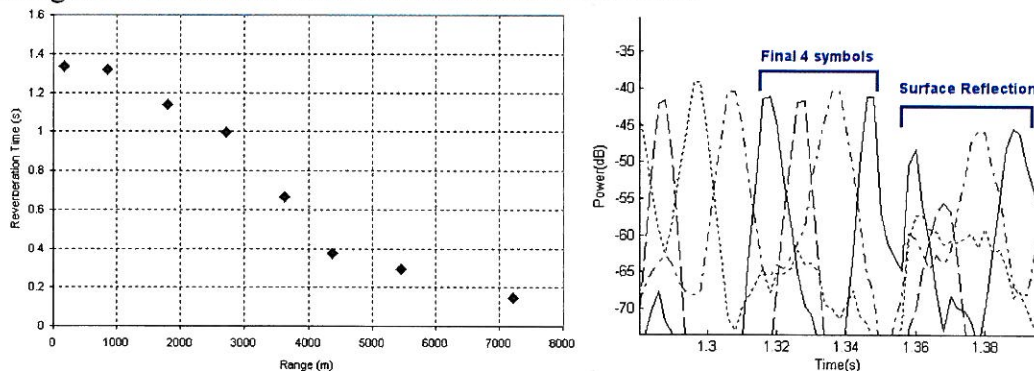 1.6
1.4
1.2
1
0.8
0.6
0.4
0.2
0
Reverberation Time (s)
0 1000 2000 3000 4000 5000 6000 7000 8000
Range (m)
-35
-40
-45
-50
-55
-60
-65
-70
Power(dB)
Final 4 symbols
Surface Reflection
1.3 1.32 1.34 1.36 1.38
Time(s)